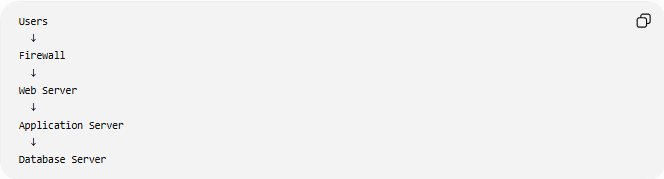 Users
↓
Firewall
↓
Web Server
↓
Application Server
↓
Database Server